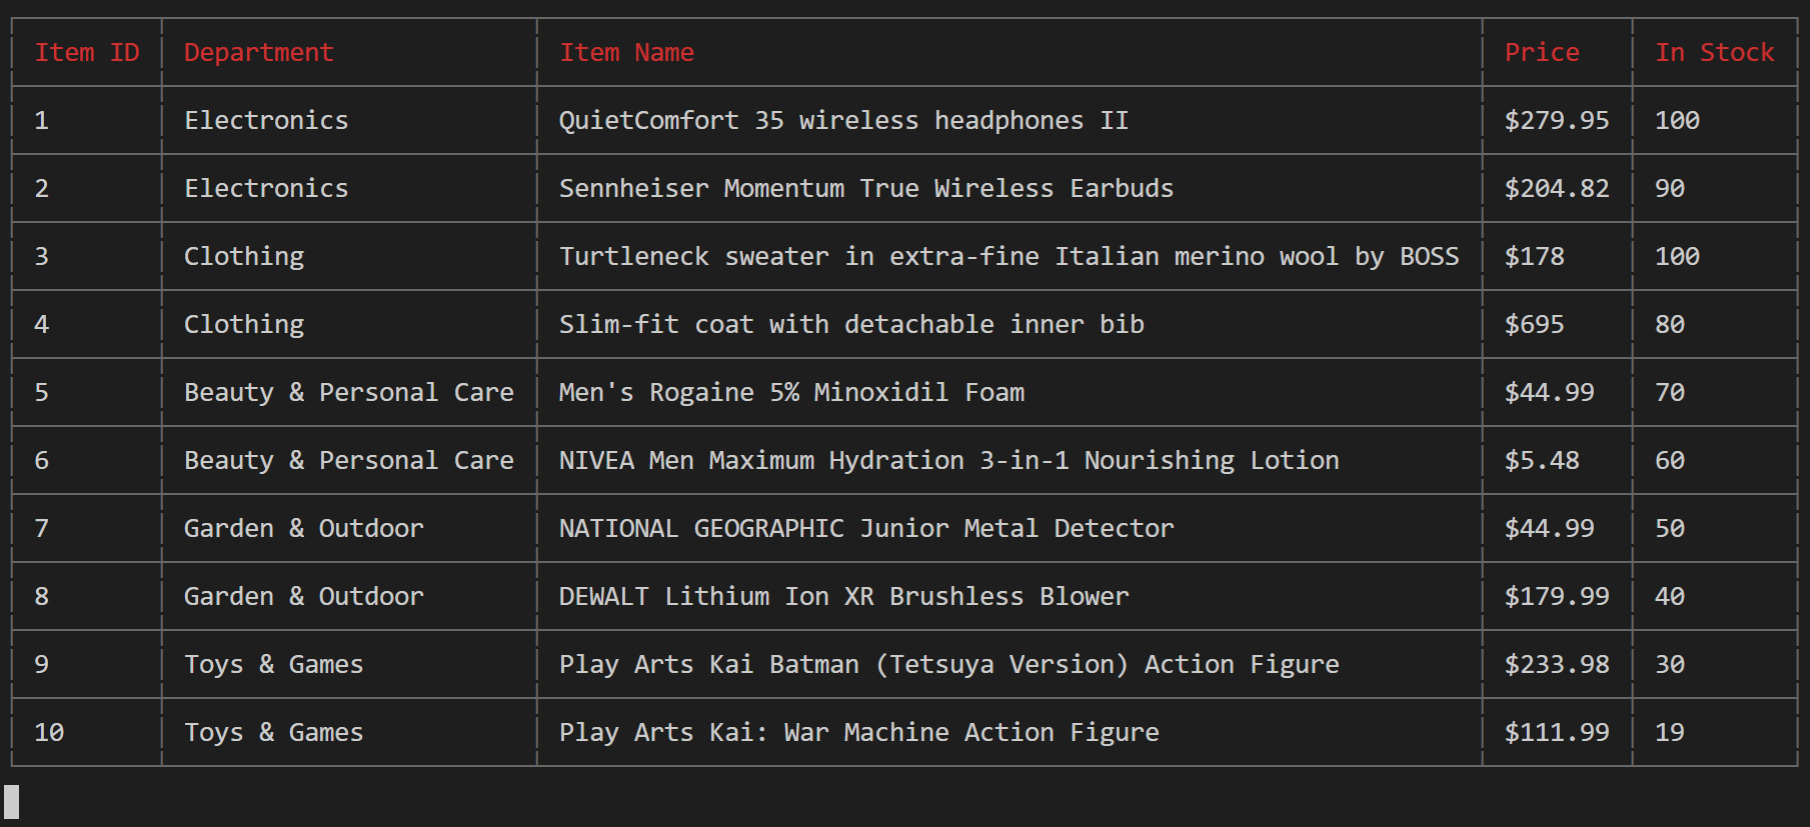 Item ID Department Item Name Price In Stock
1 Electronics QuietComfort 35 wireless headphones II $279.95 100
2 Electronics Sennheiser Momentum True Wireless Earbuds $204.82 90
3 Clothing Turtleneck sweater in extra-fine Italian merino wool by BOSS $178 100
4 Clothing Slim-fit coat with detachable inner bib $695 80
5 Beauty & Personal Care Men's Rogaine 5% Minoxidil Foam $44.99 70
6 Beauty & Personal Care NIVEA Men Maximum Hydration 3-in-1 Nourishing Lotion $5.48 60
7 Garden & Outdoor NATIONAL GEOGRAPHIC Junior Metal Detector $44.99 50
8 Garden & Outdoor DEWALT Lithium Ion XR Brushless Blower $179.99 40
9 Toys & Games Play Arts Kai Batman (Tetsuya Version) Action Figure $233.98 30
10 Toys & Games Play Arts Kai: War Machine Action Figure $111.99 19